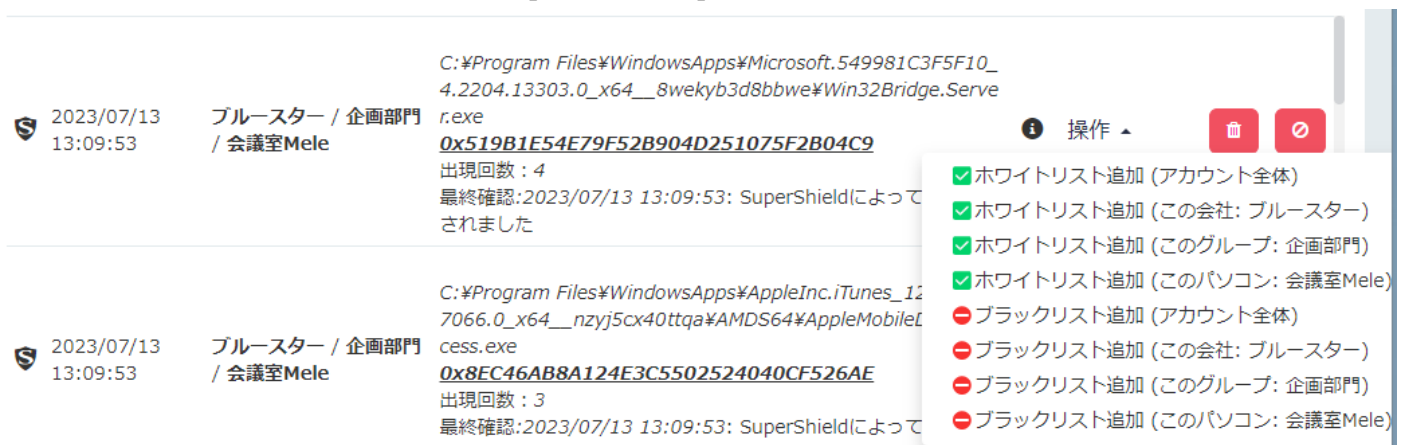 C:¥Program Files¥WindowsApps¥Microsoft.549981C3F5F10_
4.2204.13303.0_x64__8wekyb3d8bbwe¥Win32Bridge.Serve
r.exe
2023/07/13
13:09:53
ブルースター / 企画部門
/ 会議室Mele
0x519B1E54E79F52B904D251075F2B04C9
出現回数：4
最終確認:2023/07/13 13:09:53: SuperShieldによって
されました
操作
ホワイトリスト追加 (アカウント全体)
ホワイトリスト追加 (この会社: ブルースター)
ホワイトリスト追加 (このグループ: 企画部門)
ホワイトリスト追加 (このパソコン: 会議室Mele)
ブラックリスト追加 (アカウント全体)
ブラックリスト追加 (この会社: ブルースター)
ブラックリスト追加 (このグループ: 企画部門)
ブラックリスト追加 (このパソコン: 会議室Mele)
C:¥Program Files¥WindowsApps¥AppleInc.iTunes_12
7066.0_x64__nzyj5cx40ttqa¥AMDS64¥AppleMobileD
cess.exe
2023/07/13
13:09:53
ブルースター / 企画部門
/ 会議室Mele
0x8EC46AB8A124E3C5502524040CF526AE
出現回数：3
最終確認:2023/07/13 13:09:53: SuperShieldによって